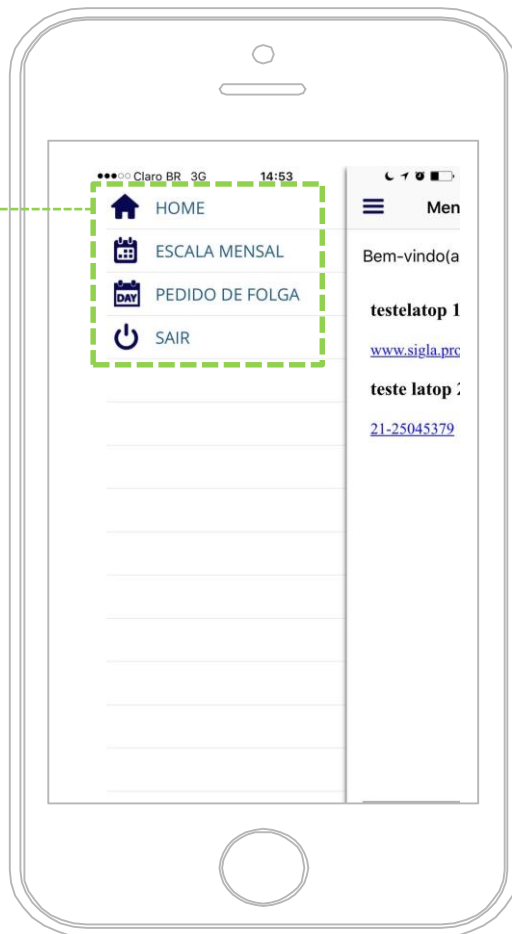 Claro BR 3G 14:53
HOME
ESCALA MENSAL
DAY PEDIDO DE FOLGA
SAIR
Men
Bem-vindo(a
testelatop 1
www.sigla.prc
teste latop 2
21-25045379